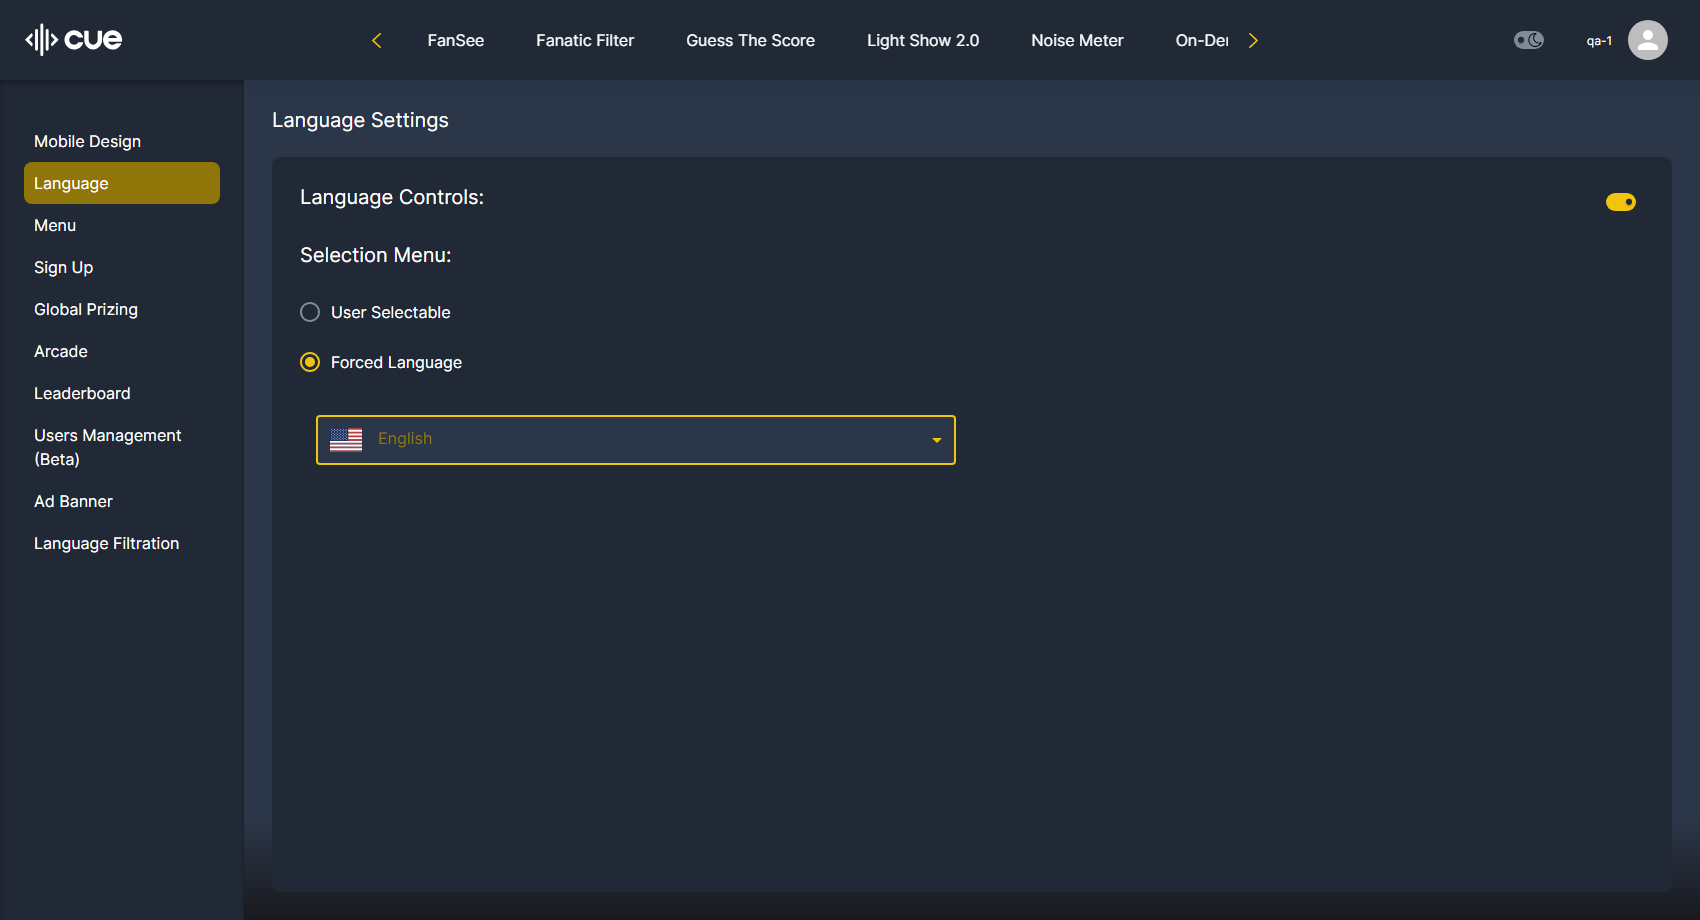 cue
FanSee
Fanatic Filter
Guess The Score
Light Show 2.0
Noise Meter
On-Der
qa-1
Mobile Design
Language
Menu
Sign Up
Global Prizing
Arcade
Leaderboard
Users Management
(Beta)
Ad Banner
Language Filtration
Language Settings
Language Controls:
Selection Menu:
User Selectable
Forced Language
English